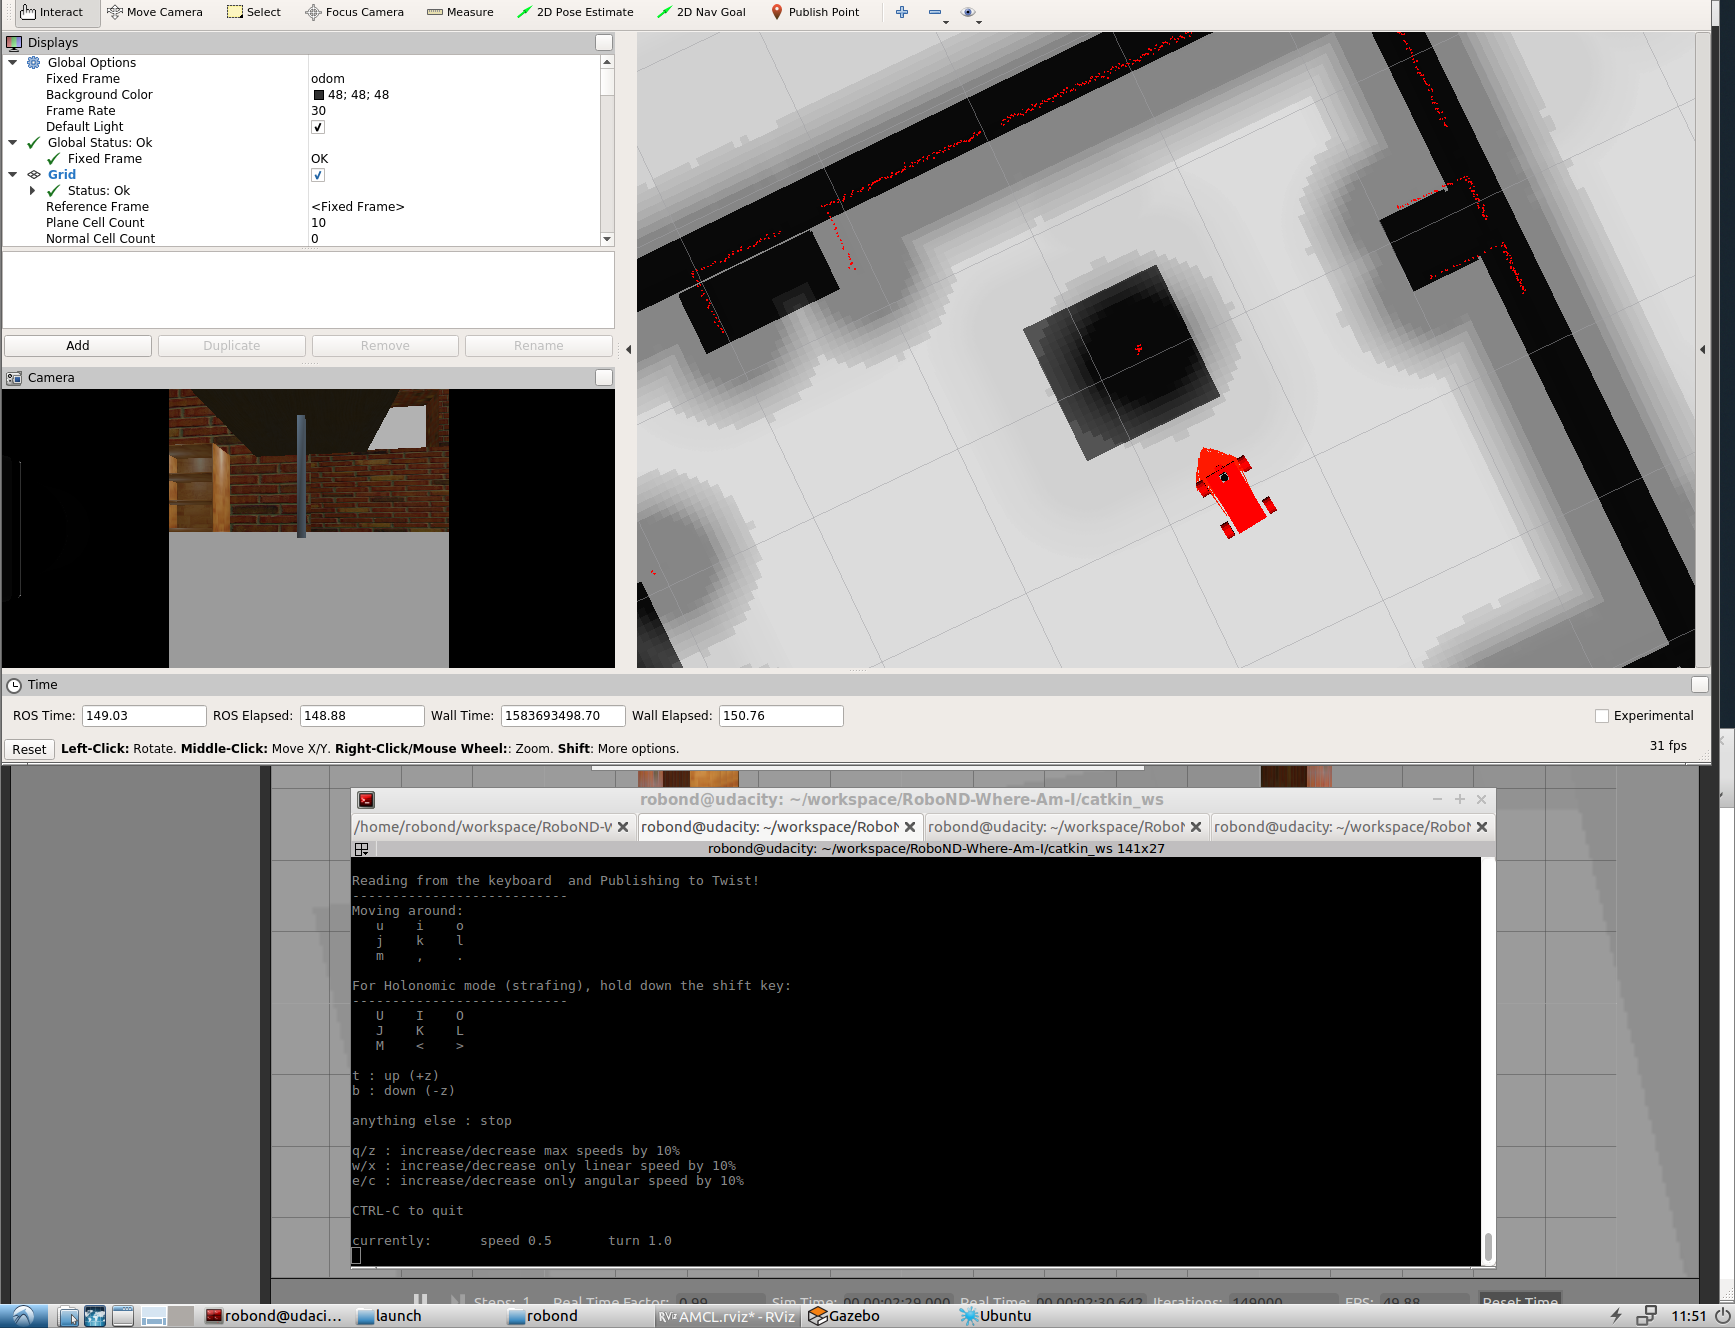 Interact Move Camera Select Focus Camera Measure 2D Pose Estimate 2D Nav Goal Publish Point
Displays
Global Options
Fixed Frame odom
Background Color 48; 48; 48
Frame Rate 30
Default Light
Global Status: Ok
Fixed Frame OK
Grid
Status: Ok
Reference Frame <Fixed Frame>
Plane Cell Count 10
Normal Cell Count 0
Add Duplicate Remove Rename
Camera
Time
ROS Time: 149.03 ROS Elapsed: 148.88 Wall Time: 1583693498.70 Wall Elapsed: 150.76 Experimental
Reset Left-Click: Rotate. Middle-Click: Move X/Y. Right-Click/Mouse Wheel:: Zoom. Shift: More options. 31 fps
robond@udacity: ~/workspace/RoboND-Where-Am-I/catkin_ws
/home/robond/workspace/RoboND-W robond@udacity: ~/workspace/RoboN robond@udacity: ~/workspace/RoboN robond@udacity: ~/workspace/RoboN
robond@udacity: ~/workspace/RoboND-Where-Am-I/catkin_ws 141x27
Reading from the keyboard  and Publishing to Twist!
---------------------------
Moving around:
u i o
j k l
m , .
For Holonomic mode (strafing), hold down the shift key:
---------------------------
U I O
J K L
M < >
t : up (+z)
b : down (-z)
anything else : stop
q/z : increase/decrease max speeds by 10%
w/x : increase/decrease only linear speed by 10%
e/c : increase/decrease only angular speed by 10%
CTRL-C to quit
currently: speed 0.5 turn 1.0
Steps: 1 Real Time Factor: 0.99 Sim Time: 00 00:02:29.000 Real Time: 00 00:02:30.642 Iterations: 149000 FPS: 49.88 Reset Time
robond@udaci... launch robond AMCL.rviz* - RViz Gazebo Ubuntu 11:51